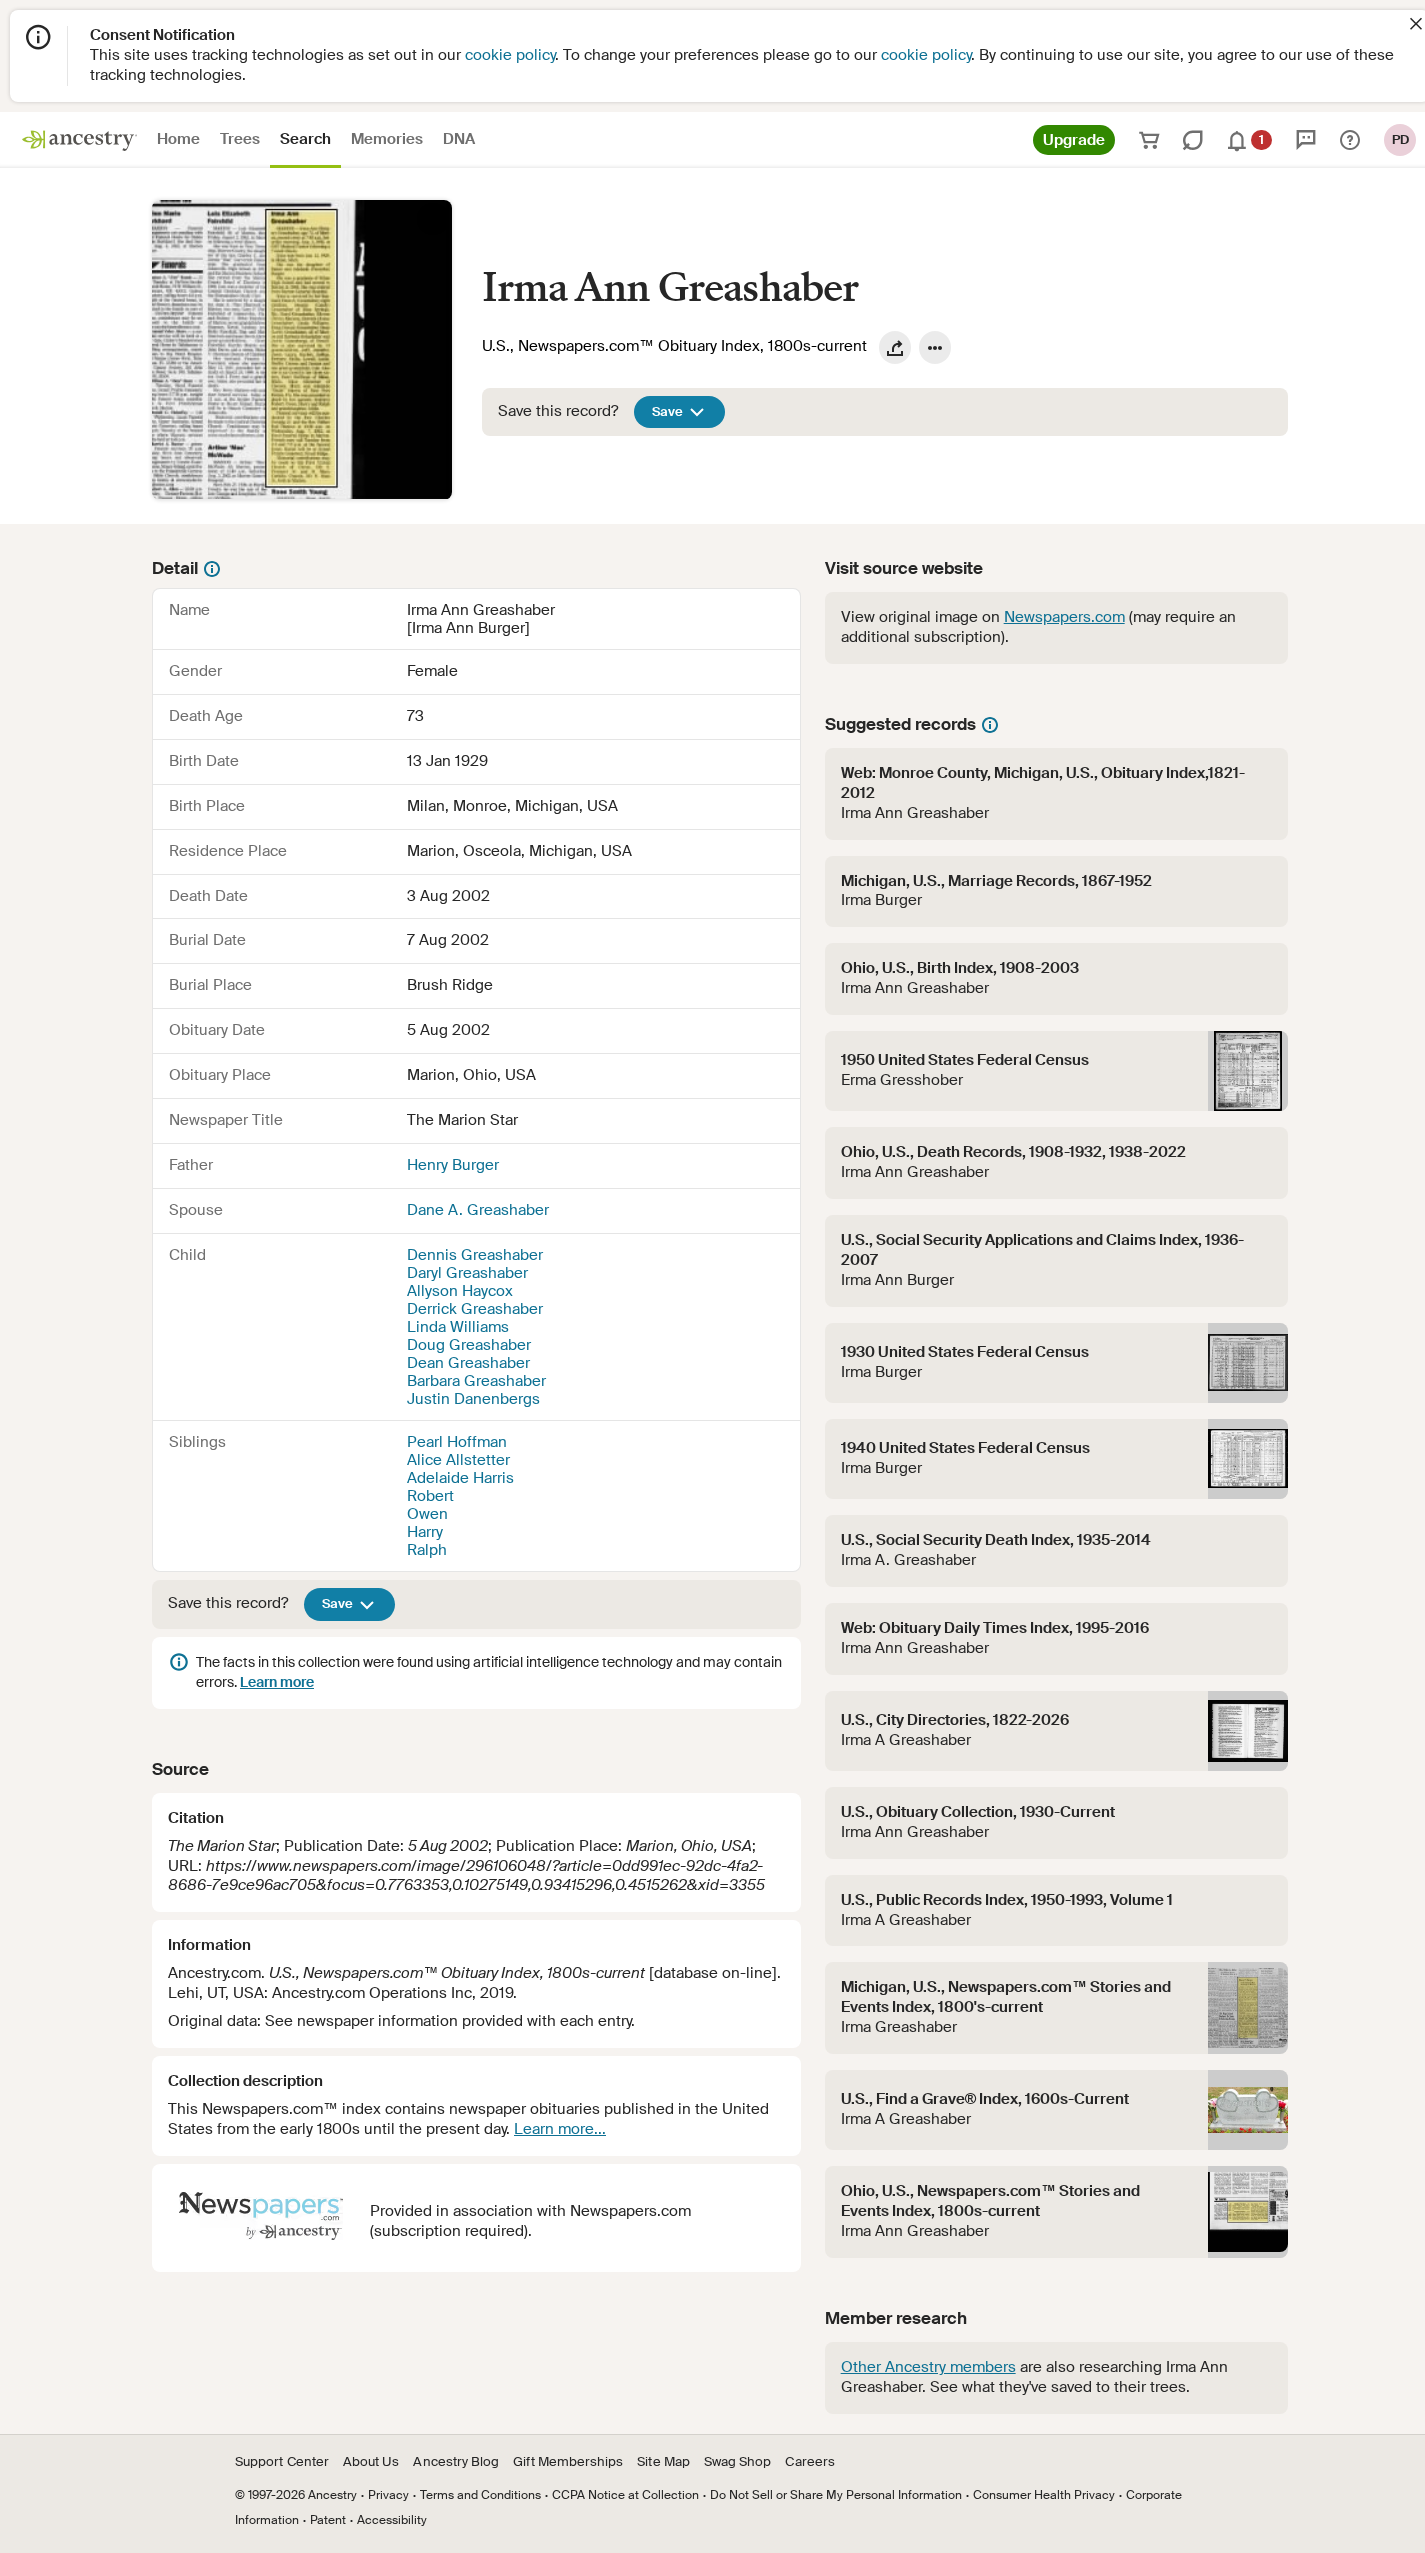 Consent Notification
This site uses tracking technologies as set out in our cookie policy. To change your preferences please go to our cookie policy. By continuing to use our site, you agree to our use of these
tracking technologies.
ancestry
Home
Trees
Search
Memories
DNA
Upgrade
1
PD
Lois Elizabeth
Fairchild
Irma Ann
Greashaber
Funerals
Arthur 'Mac'
McWade
Rose Smith Young
Irma Ann Greashaber
U.S., Newspapers.com™ Obituary Index, 1800s-current
Save this record?
Save
Detail
Name
Irma Ann Greashaber
[Irma Ann Burger]
Gender
Female
Death Age
73
Birth Date
13 Jan 1929
Birth Place
Milan, Monroe, Michigan, USA
Residence Place
Marion, Osceola, Michigan, USA
Death Date
3 Aug 2002
Burial Date
7 Aug 2002
Burial Place
Brush Ridge
Obituary Date
5 Aug 2002
Obituary Place
Marion, Ohio, USA
Newspaper Title
The Marion Star
Father
Henry Burger
Spouse
Dane A. Greashaber
Child
Dennis Greashaber
Daryl Greashaber
Allyson Haycox
Derrick Greashaber
Linda Williams
Doug Greashaber
Dean Greashaber
Barbara Greashaber
Justin Danenbergs
Siblings
Pearl Hoffman
Alice Allstetter
Adelaide Harris
Robert
Owen
Harry
Ralph
Save this record?
Save
The facts in this collection were found using artificial intelligence technology and may contain
errors. Learn more
Source
Citation
The Marion Star; Publication Date: 5 Aug 2002; Publication Place: Marion, Ohio, USA;
URL: https://www.newspapers.com/image/296106048/?article=0dd991ec-92dc-4fa2-
8686-7e9ce96ac705&focus=0.7763353,0.10275149,0.93415296,0.4515262&xid=3355
Information
Ancestry.com. U.S., Newspapers.com™ Obituary Index, 1800s-current [database on-line].
Lehi, UT, USA: Ancestry.com Operations Inc, 2019.
Original data: See newspaper information provided with each entry.
Collection description
This Newspapers.com™ index contains newspaper obituaries published in the United
States from the early 1800s until the present day. Learn more...
Newspapers™
.com
by ancestry
Provided in association with Newspapers.com
(subscription required).
Visit source website
View original image on Newspapers.com (may require an
additional subscription).
Suggested records
Web: Monroe County, Michigan, U.S., Obituary Index,1821-
2012
Irma Ann Greashaber
Michigan, U.S., Marriage Records, 1867-1952
Irma Burger
Ohio, U.S., Birth Index, 1908-2003
Irma Ann Greashaber
1950 United States Federal Census
Erma Gresshober
Ohio, U.S., Death Records, 1908-1932, 1938-2022
Irma Ann Greashaber
U.S., Social Security Applications and Claims Index, 1936-
2007
Irma Ann Burger
1930 United States Federal Census
Irma Burger
1940 United States Federal Census
Irma Burger
U.S., Social Security Death Index, 1935-2014
Irma A. Greashaber
Web: Obituary Daily Times Index, 1995-2016
Irma Ann Greashaber
U.S., City Directories, 1822-2026
Irma A Greashaber
U.S., Obituary Collection, 1930-Current
Irma Ann Greashaber
U.S., Public Records Index, 1950-1993, Volume 1
Irma A Greashaber
Michigan, U.S., Newspapers.com™ Stories and
Events Index, 1800's-current
Irma Greashaber
U.S., Find a Grave® Index, 1600s-Current
Irma A Greashaber
Ohio, U.S., Newspapers.com™ Stories and
Events Index, 1800s-current
Irma Ann Greashaber
Member research
Other Ancestry members are also researching Irma Ann
Greashaber. See what they've saved to their trees.
Support Center
About Us
Ancestry Blog
Gift Memberships
Site Map
Swag Shop
Careers
© 1997-2026 Ancestry • Privacy • Terms and Conditions • CCPA Notice at Collection • Do Not Sell or Share My Personal Information • Consumer Health Privacy • Corporate
Information • Patent • Accessibility